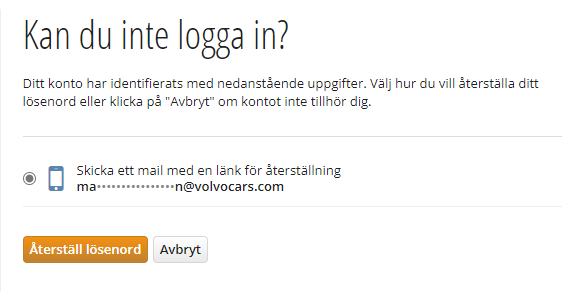 Kan du inte logga in?
Ditt konto har identifierats med nedanstående uppgifter. Välj hur du vill återställa ditt
lösenord eller klicka på "Avbryt" om kontot inte tillhör dig.
Skicka ett mail med en länk för återställning
ma••••••••••••••••n@volvocars.com
Återställ lösenord
Avbryt